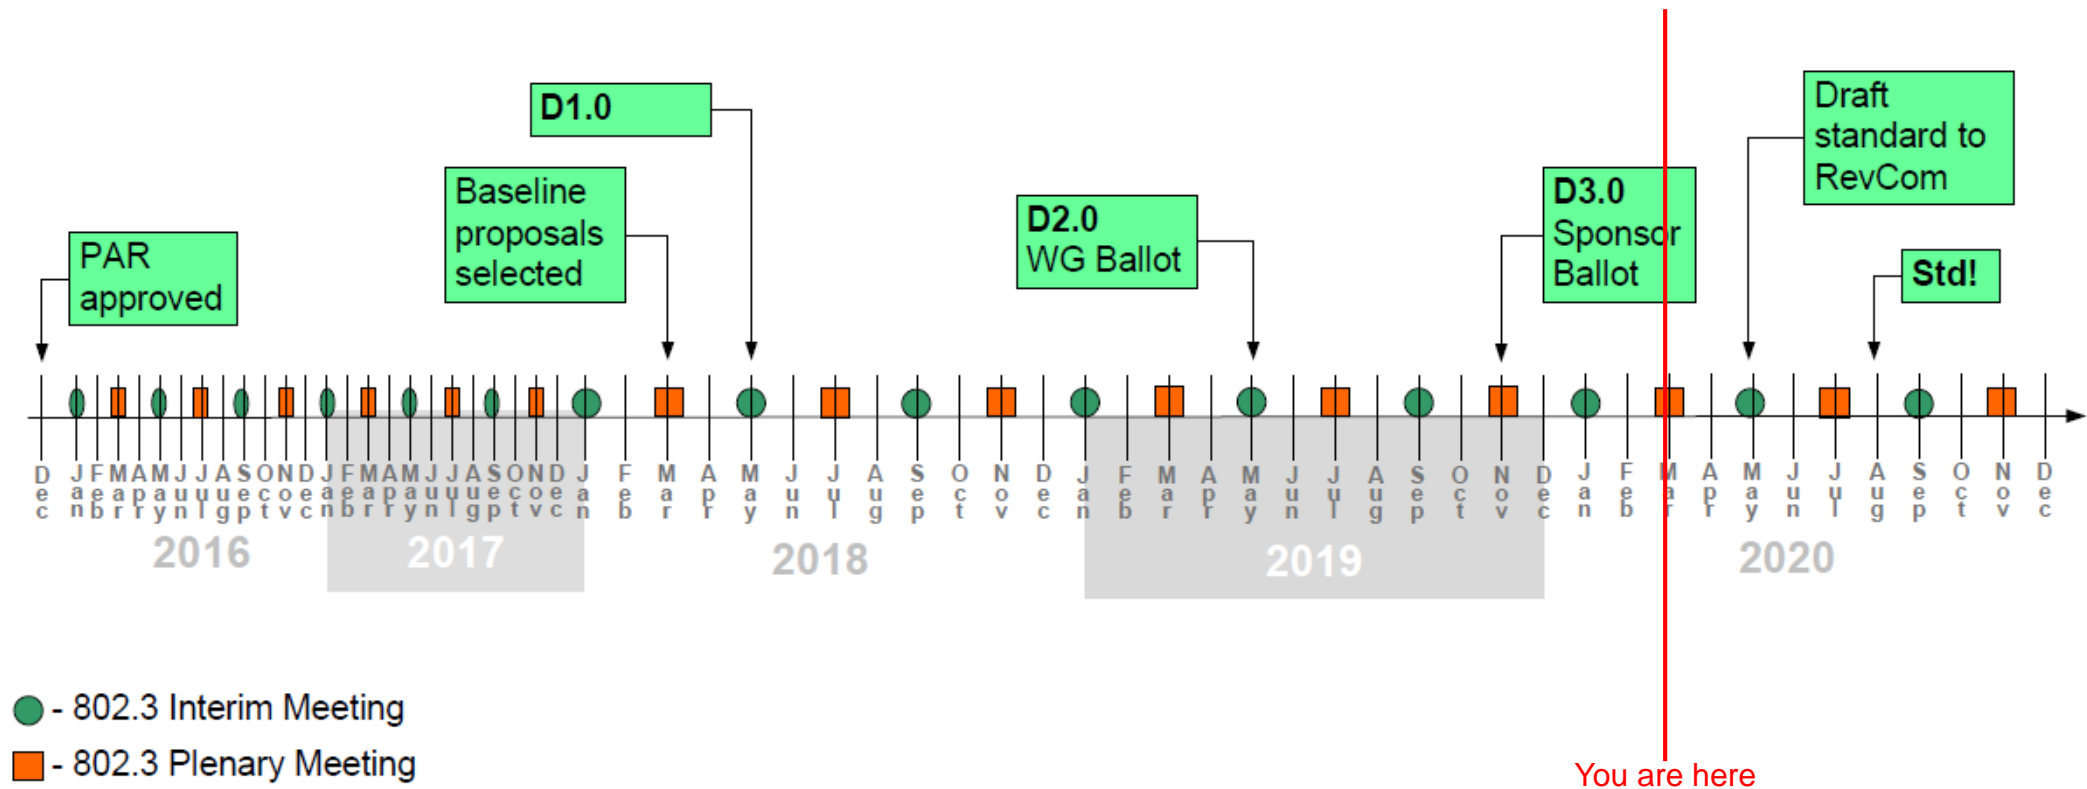 D1.0
Draft
standard to
RevCom
Baseline
proposals
selected
D2.0
WG Ballot
D3.0
Sponsor
Ballot
PAR
approved
Std!
Dec Jan Feb Mar Apr May Jun Jul Aug Sep Oct Nov Dec Jan Feb Mar Apr May Jun Jul Aug Sep Oct Nov Dec Jan Feb Mar Apr May Jun Jul Aug Sep Oct Nov Dec Jan Feb Mar Apr May Jun Jul Aug Sep Oct Nov Dec Jan Feb Mar Apr May Jun Jul Aug Sep Oct Nov Dec
2016 2017 2018 2019 2020
- 802.3 Interim Meeting
- 802.3 Plenary Meeting
You are here